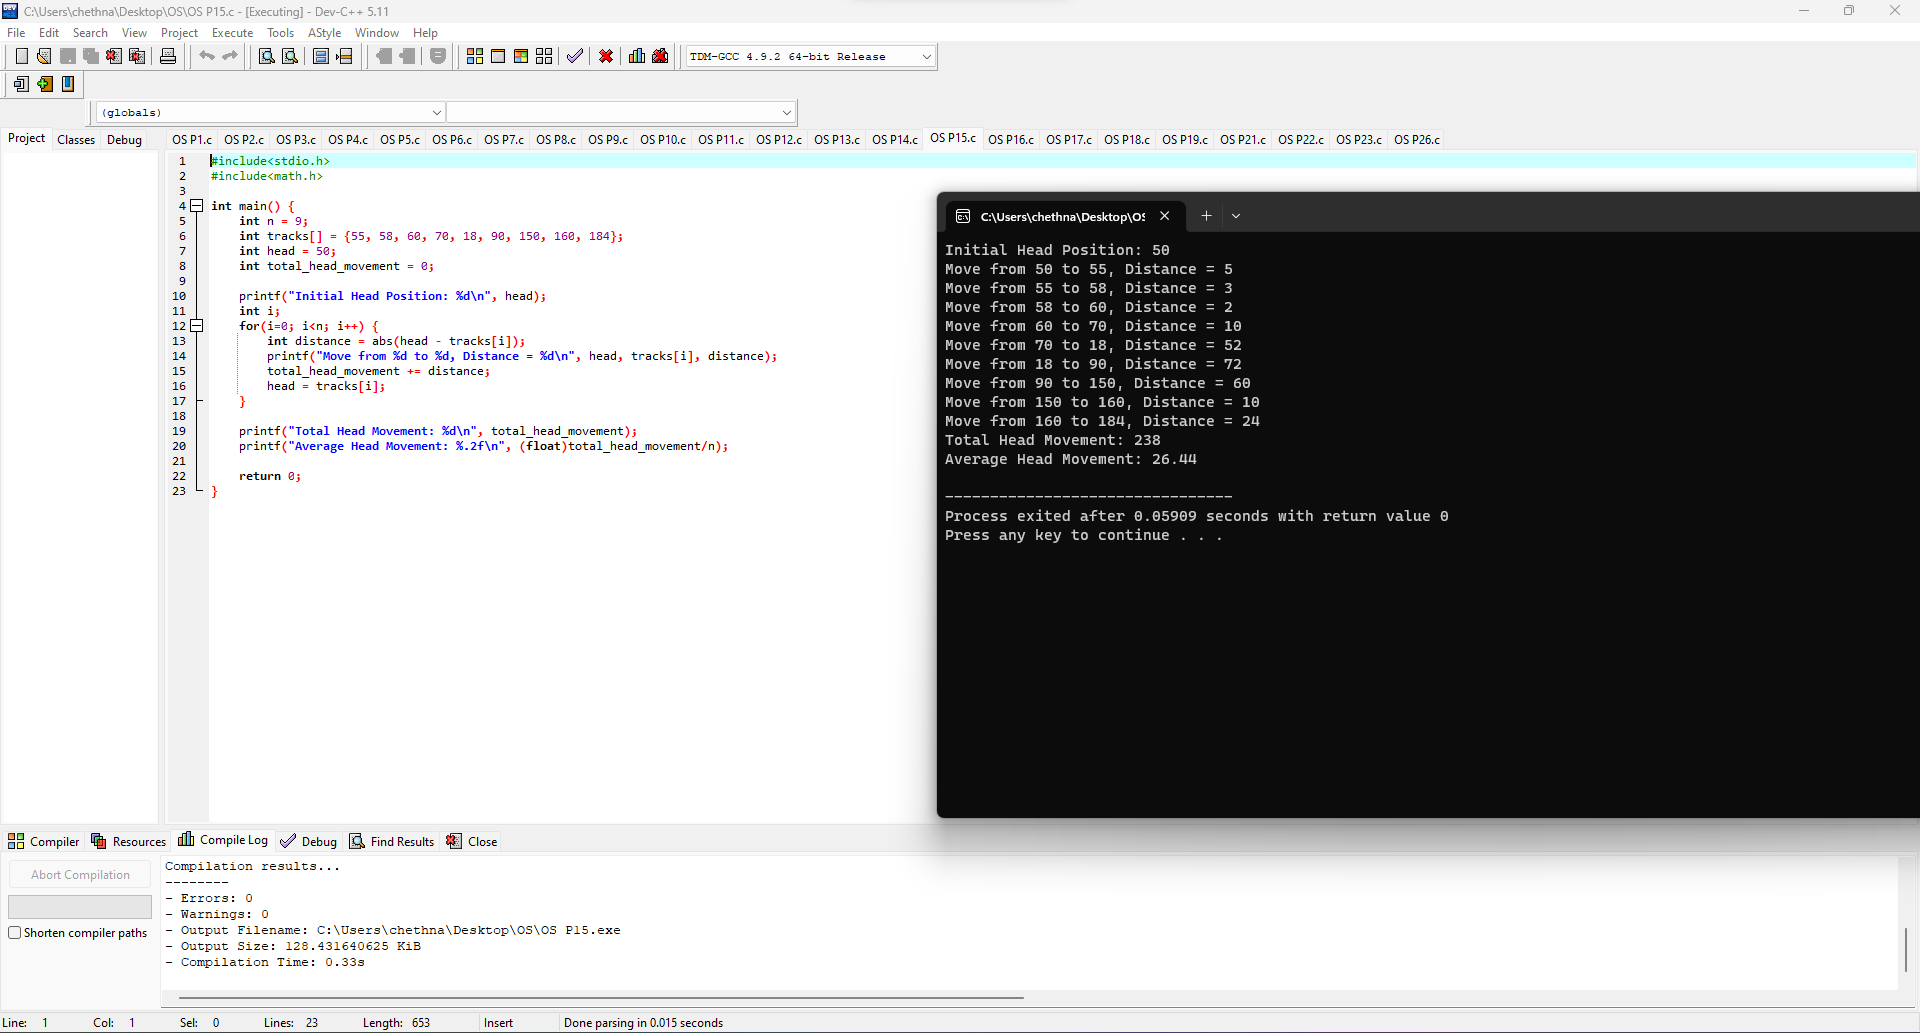 C:\Users\chethna\Desktop\OS\OS P15.c - [Executing] - Dev-C++ 5.11
File Edit Search View Project Execute Tools AStyle Window Help
TDM-GCC 4.9.2 64-bit Release
(globals)
Project Classes Debug
OS P1.c OS P2.c OS P3.c OS P4.c OS P5.c OS P6.c OS P7.c OS P8.c OS P9.c OS P10.c OS P11.c OS P12.c OS P13.c OS P14.c OS P15.c OS P16.c OS P17.c OS P18.c OS P19.c OS P21.c OS P22.c OS P23.c OS P26.c
1 #include<stdio.h>
2 #include<math.h>
3
4 int main() {
5 int n = 9;
6 int tracks[] = {55, 58, 60, 70, 18, 90, 150, 160, 184};
7 int head = 50;
8 int total_head_movement = 0;
9
10 printf("Initial Head Position: %d\n", head);
11 int i;
12 for(i=0; i<n; i++) {
13 int distance = abs(head - tracks[i]);
14 printf("Move from %d to %d, Distance = %d\n", head, tracks[i], distance);
15 total_head_movement += distance;
16 head = tracks[i];
17 }
18
19 printf("Total Head Movement: %d\n", total_head_movement);
20 printf("Average Head Movement: %.2f\n", (float)total_head_movement/n);
21
22 return 0;
23 }
C:\Users\chethna\Desktop\OS
Initial Head Position: 50
Move from 50 to 55, Distance = 5
Move from 55 to 58, Distance = 3
Move from 58 to 60, Distance = 2
Move from 60 to 70, Distance = 10
Move from 70 to 18, Distance = 52
Move from 18 to 90, Distance = 72
Move from 90 to 150, Distance = 60
Move from 150 to 160, Distance = 10
Move from 160 to 184, Distance = 24
Total Head Movement: 238
Average Head Movement: 26.44
--------------------------------
Process exited after 0.05909 seconds with return value 0
Press any key to continue . . .
Compiler Resources Compile Log Debug Find Results Close
Abort Compilation
Shorten compiler paths
Compilation results...
--------
- Errors: 0
- Warnings: 0
- Output Filename: C:\Users\chethna\Desktop\OS\OS P15.exe
- Output Size: 128.431640625 KiB
- Compilation Time: 0.33s
Line: 1 Col: 1 Sel: 0 Lines: 23 Length: 653 Insert Done parsing in 0.015 seconds